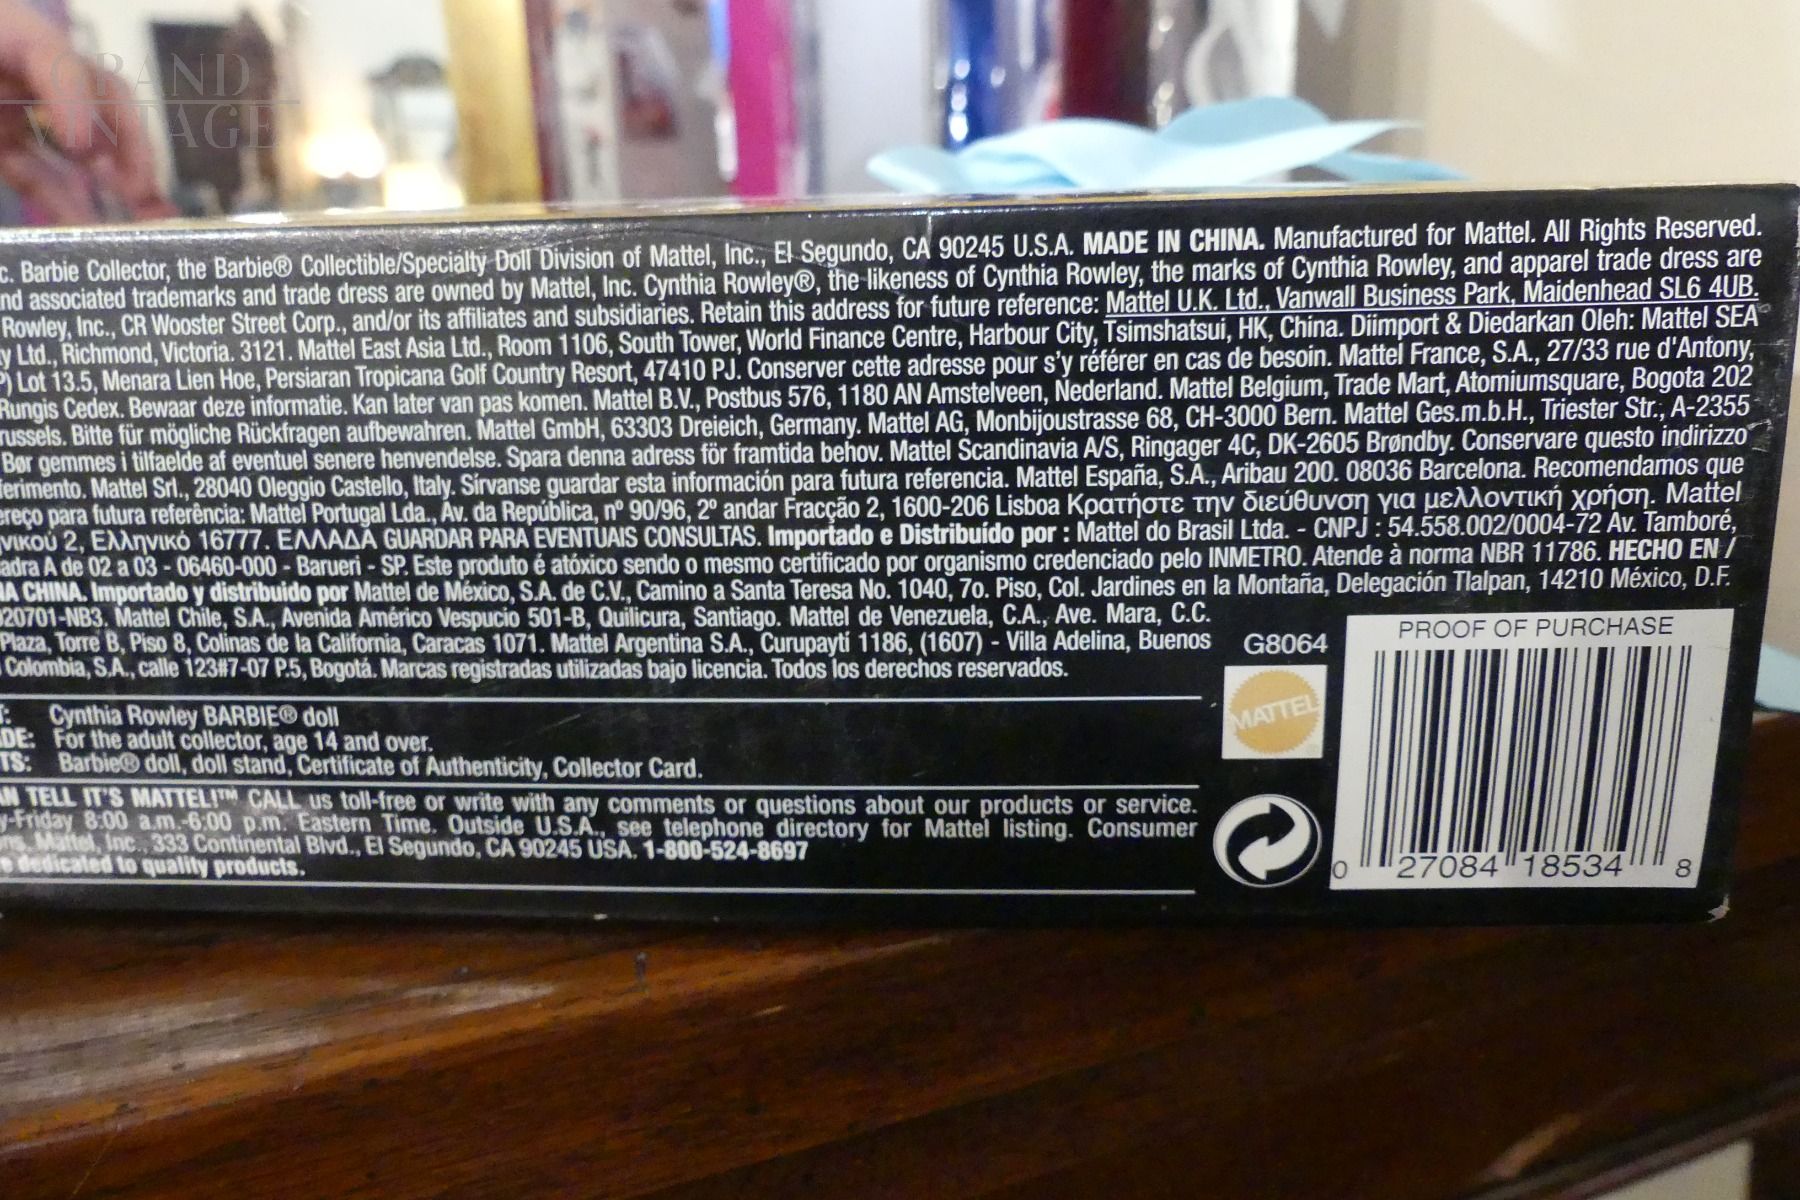 GRAND
VINTAGE
c. Barbie Collector, the Barbie® Collectible/Specialty Doll Division of Mattel, Inc., El Segundo, CA 90245 U.S.A. MADE IN CHINA. Manufactured for Mattel. All Rights Reserved.
nd associated trademarks and trade dress are owned by Mattel, Inc. Cynthia Rowley®, the likeness of Cynthia Rowley, the marks of Cynthia Rowley, and apparel trade dress are
Rowley, Inc., CR Wooster Street Corp., and/or its affiliates and subsidiaries. Retain this address for future reference: Mattel U.K. Ltd., Vanwall Business Park, Maidenhead SL6 4UB.
y Ltd., Richmond, Victoria. 3121. Mattel East Asia Ltd., Room 1106, South Tower, World Finance Centre, Harbour City, Tsimshatsui, HK, China. Diimport & Diedarkan Oleh: Mattel SEA
P) Lot 13.5, Menara Lien Hoe, Persiaran Tropicana Golf Country Resort, 47410 PJ. Conserver cette adresse pour s'y référer en cas de besoin. Mattel France, S.A., 27/33 rue d'Antony,
Rungis Cedex. Bewaar deze informatie. Kan later van pas komen. Mattel B.V., Postbus 576, 1180 AN Amstelveen, Nederland. Mattel Belgium, Trade Mart, Atomiumsquare, Bogota 202
russels. Bitte für mögliche Rückfragen aufbewahren. Mattel GmbH, 63303 Dreieich, Germany. Mattel AG, Monbijoustrasse 68, CH-3000 Bern. Mattel Ges.m.b.H., Triester Str., A-2355
Bør gemmes i tilfaelde af eventuel senere henvendelse. Spara denna adress för framtida behov. Mattel Scandinavia A/S, Ringager 4C, DK-2605 Brøndby. Conservare questo indirizzo
ferimento. Mattel Srl., 28040 Oleggio Castello, Italy. Sírvanse guardar esta información para futura referencia. Mattel España, S.A., Aribau 200. 08036 Barcelona. Recomendamos que
ereço para futura referência: Mattel Portugal Lda., Av. da República, nº 90/96, 2º andar Fracção 2, 1600-206 Lisboa Κρατήστε την διεύθυνση για μελλοντική χρήση. Mattel
νικού 2, Ελληνικό 16777. ΕΛΛΑΔΑ GUARDAR PARA EVENTUAIS CONSULTAS. Importado e Distribuído por : Mattel do Brasil Ltda. - CNPJ : 54.558.002/0004-72 Av. Tamboré,
adra A de 02 a 03 - 06460-000 - Barueri - SP. Este produto é atóxico sendo o mesmo certificado por organismo credenciado pelo INMETRO. Atende à norma NBR 11786. HECHO EN /
A CHINA. Importado y distribuido por Mattel de México, S.A. de C.V., Camino a Santa Teresa No. 1040, 7o. Piso, Col. Jardines en la Montaña, Delegación Tlalpan, 14210 México, D.F.
20701-NB3. Mattel Chile, S.A., Avenida Américo Vespucio 501-B, Quilicura, Santiago. Mattel de Venezuela, C.A., Ave. Mara, C.C.
Plaza, Torre B, Piso 8, Colinas de la California, Caracas 1071. Mattel Argentina S.A., Curupaytí 1186, (1607) - Villa Adelina, Buenos
Colombia, S.A., calle 123#7-07 P.5, Bogotá. Marcas registradas utilizadas bajo licencia. Todos los derechos reservados.
G8064
PROOF OF PURCHASE
MATTEL
T: Cynthia Rowley BARBIE® doll
DE: For the adult collector, age 14 and over.
TS: Barbie® doll, doll stand, Certificate of Authenticity, Collector Card.
AN TELL IT'S MATTEL!™ CALL us toll-free or write with any comments or questions about our products or service.
y-Friday 8:00 a.m.-6:00 p.m. Eastern Time. Outside U.S.A., see telephone directory for Mattel listing. Consumer
ns, Mattel, Inc., 333 Continental Blvd., El Segundo, CA 90245 USA. 1-800-524-8697
e dedicated to quality products.
0 27084 18534 8